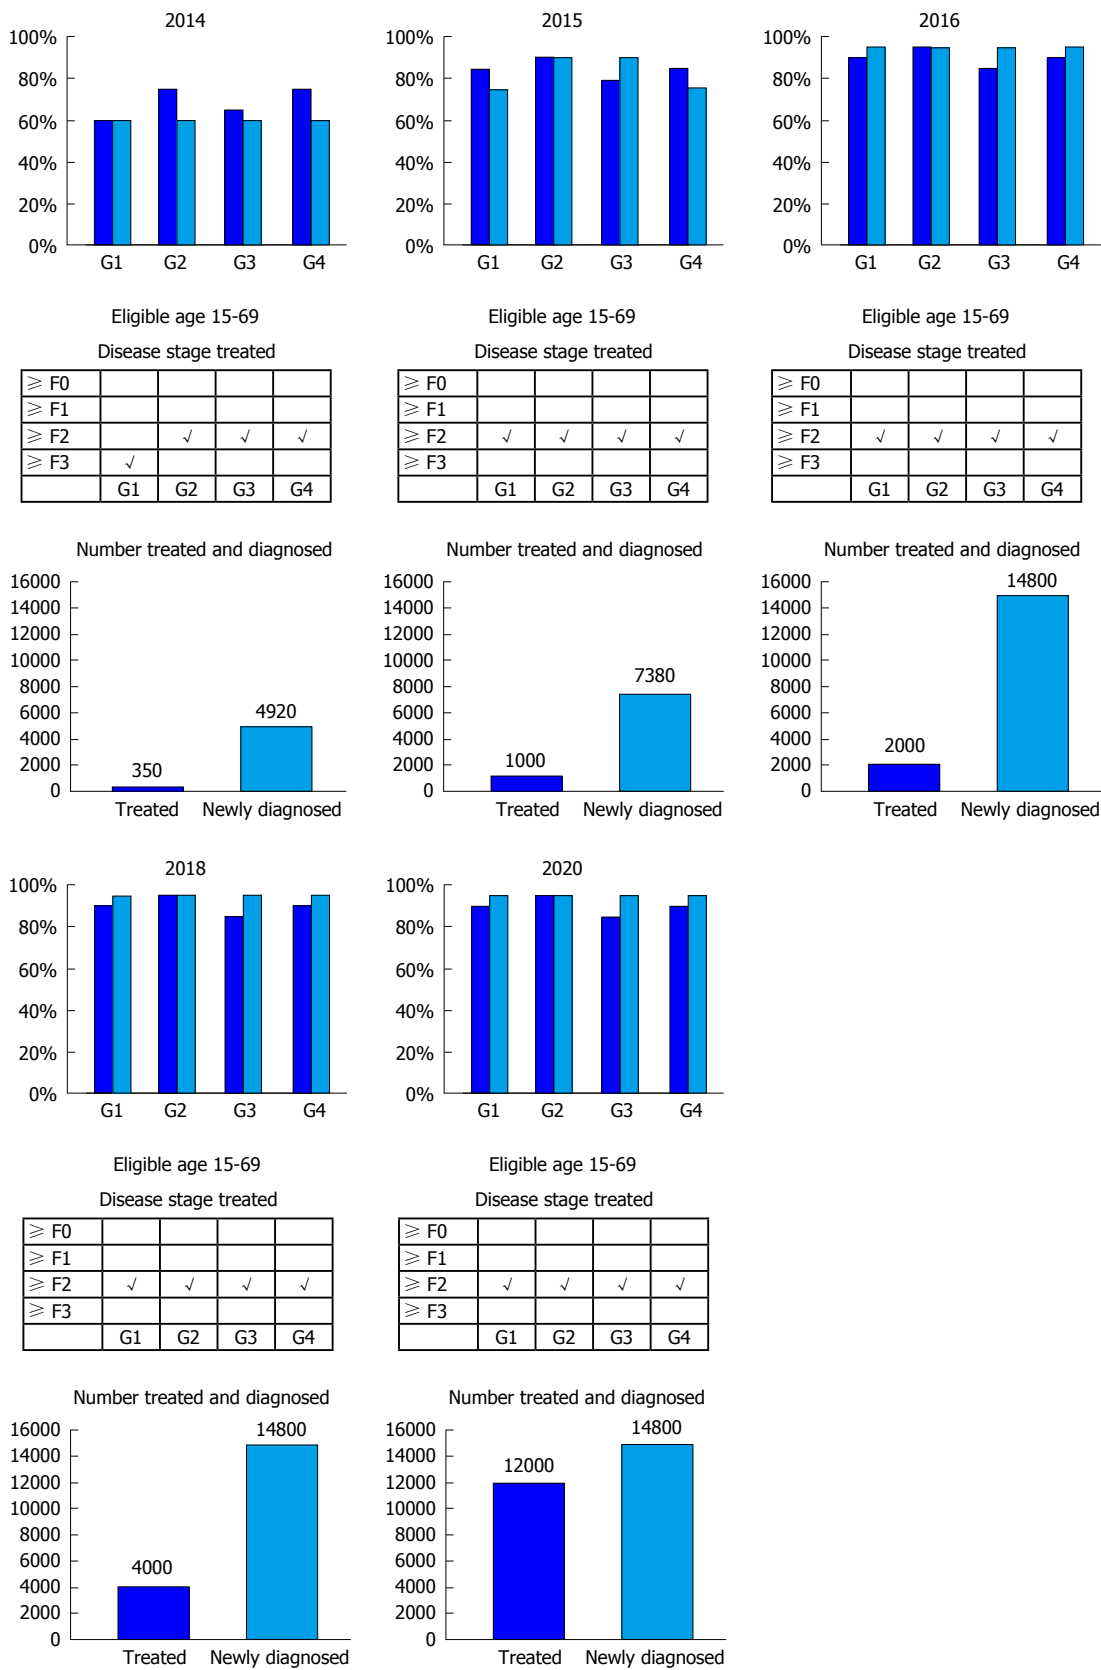 2014
100%
80%
60%
40%
20%
0%
G1 G2 G3 G4
Eligible age 15-69
Disease stage treated
≥ F0
≥ F1
≥ F2 √ √ √
≥ F3 √
G1 G2 G3 G4
Number treated and diagnosed
16000
14000
12000
10000
8000
6000
4000
2000
0
350
4920
Treated Newly diagnosed
2015
100%
80%
60%
40%
20%
0%
G1 G2 G3 G4
Eligible age 15-69
Disease stage treated
≥ F0
≥ F1
≥ F2 √ √ √ √
≥ F3
G1 G2 G3 G4
Number treated and diagnosed
16000
14000
12000
10000
8000
6000
4000
2000
0
1000
7380
Treated Newly diagnosed
2016
100%
80%
60%
40%
20%
0%
G1 G2 G3 G4
Eligible age 15-69
Disease stage treated
≥ F0
≥ F1
≥ F2 √ √ √ √
≥ F3
G1 G2 G3 G4
Number treated and diagnosed
16000
14000
12000
10000
8000
6000
4000
2000
0
2000
14800
Treated Newly diagnosed
2018
100%
80%
60%
40%
20%
0%
G1 G2 G3 G4
Eligible age 15-69
Disease stage treated
≥ F0
≥ F1
≥ F2 √ √ √ √
≥ F3
G1 G2 G3 G4
Number treated and diagnosed
16000
14000
12000
10000
8000
6000
4000
2000
0
4000
14800
Treated Newly diagnosed
2020
100%
80%
60%
40%
20%
0%
G1 G2 G3 G4
Eligible age 15-69
Disease stage treated
≥ F0
≥ F1
≥ F2 √ √ √ √
≥ F3
G1 G2 G3 G4
Number treated and diagnosed
16000
14000
12000
10000
8000
6000
4000
2000
0
12000
14800
Treated Newly diagnosed